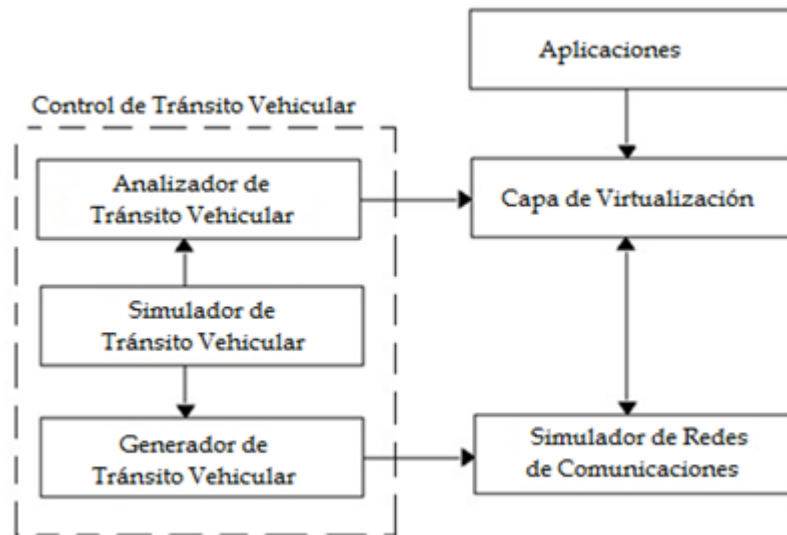 Aplicaciones
Control de Tránsito Vehicular
Analizador de
Tránsito Vehicular
Capa de Virtualización
Simulador de
Tránsito Vehicular
Generador de
Tránsito Vehicular
Simulador de Redes
de Comunicaciones